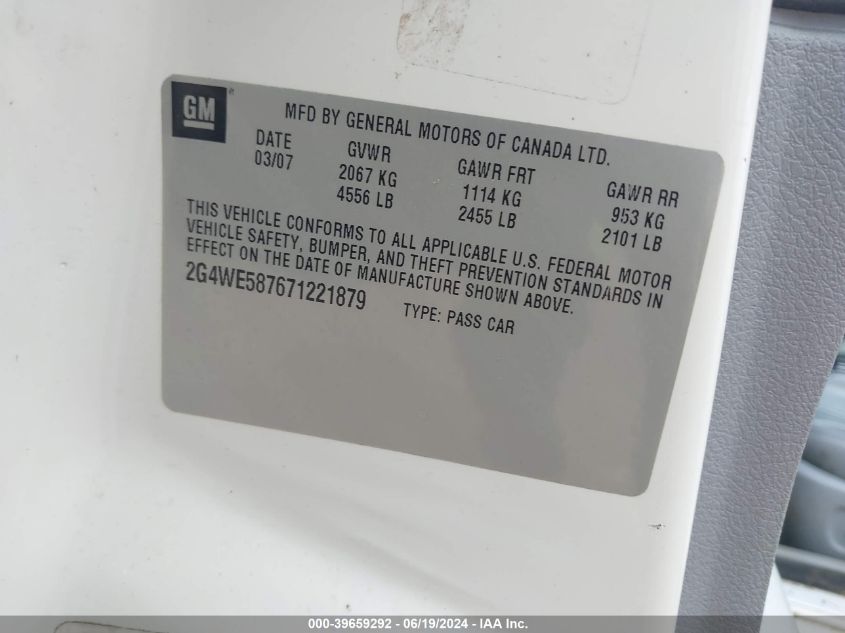 GM
MFD BY GENERAL MOTORS OF CANADA LTD.
DATE GVWR GAWR FRT GAWR RR
03/07 2067 KG 1114 KG 953 KG
4556 LB 2455 LB 2101 LB
THIS VEHICLE CONFORMS TO ALL APPLICABLE U.S. FEDERAL MOTOR
VEHICLE SAFETY, BUMPER, AND THEFT PREVENTION STANDARDS IN
EFFECT ON THE DATE OF MANUFACTURE SHOWN ABOVE.
2G4WE587671221879 TYPE: PASS CAR
000-39659292 - 06/19/2024 - IAA Inc.